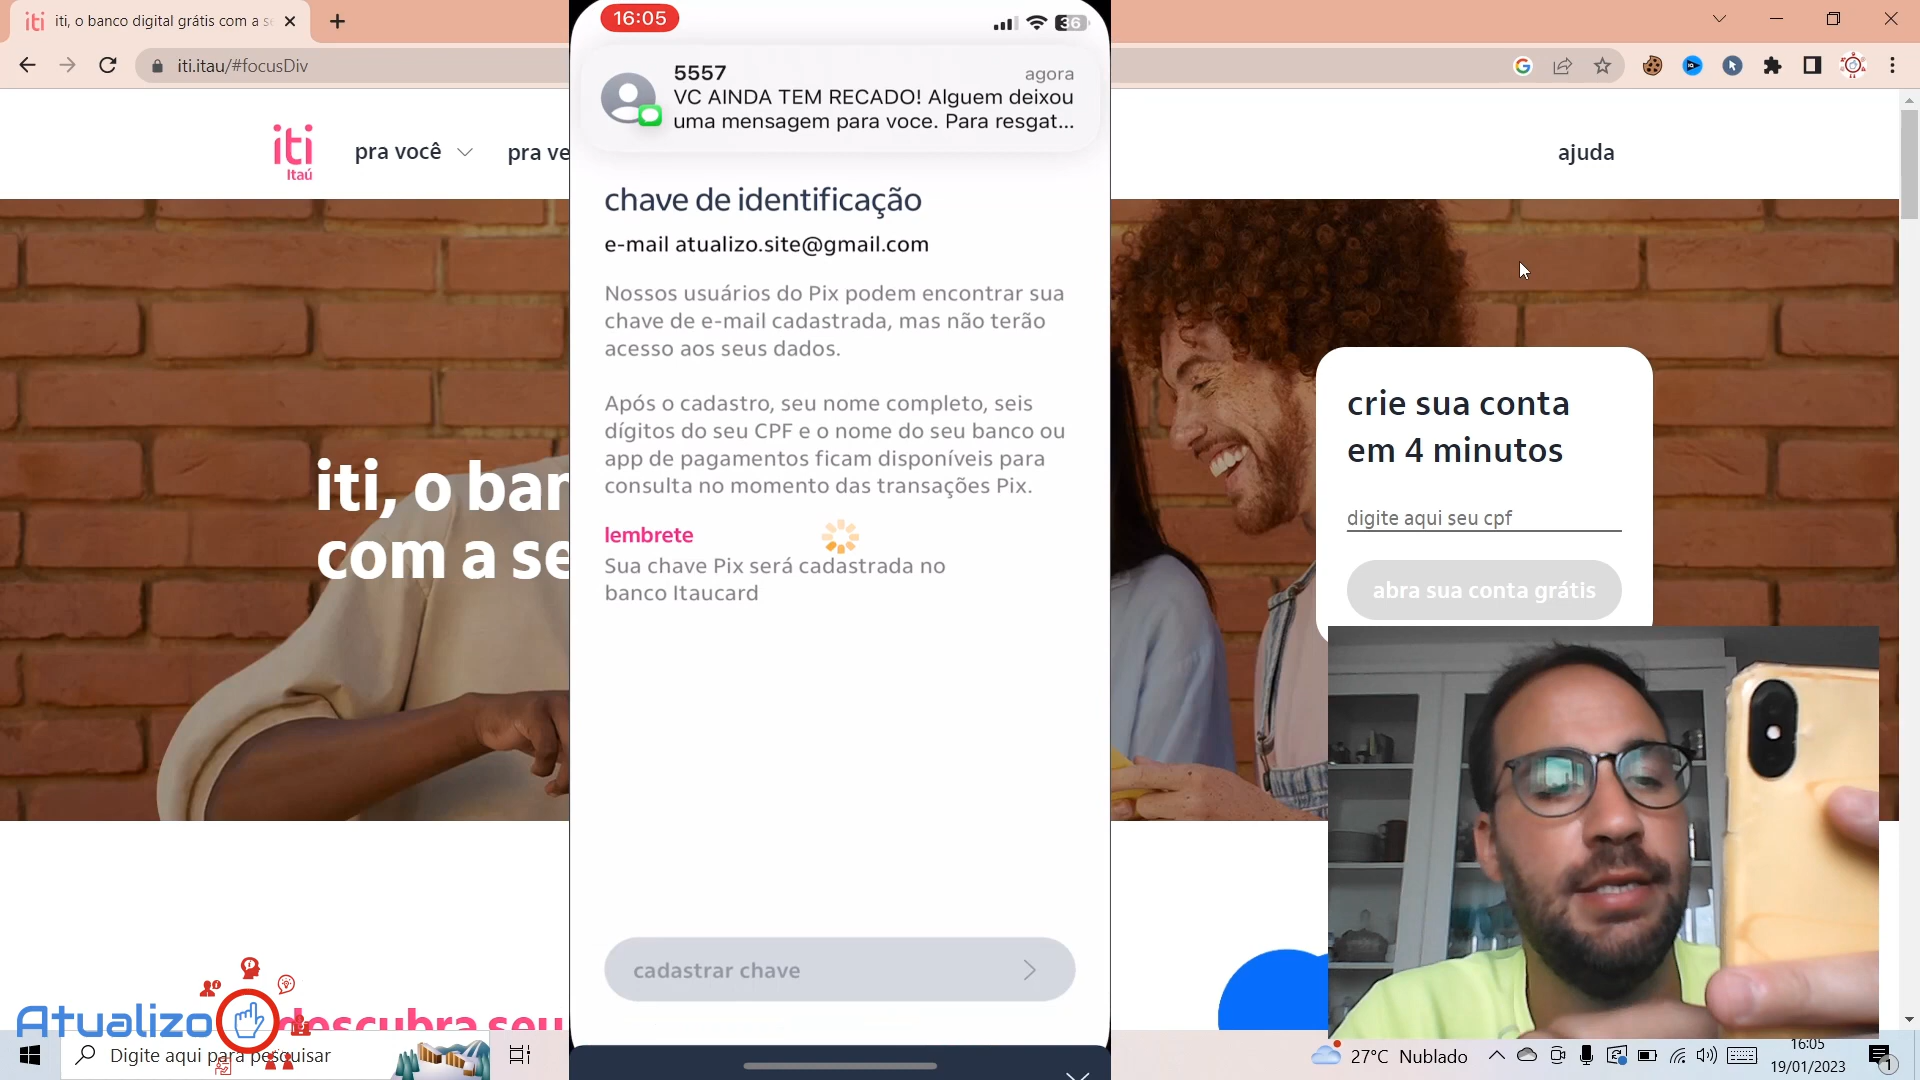 iti, o banco digital grátis com a se
iti.itau/#focusDiv
iti
Itaú
pra você
pra ve
ajuda
16:05
36
5557
agora
VC AINDA TEM RECADO! Alguem deixou
uma mensagem para voce. Para resgat...
chave de identificação
e-mail atualizo.site@gmail.com
Nossos usuários do Pix podem encontrar sua
chave de e-mail cadastrada, mas não terão
acesso aos seus dados.
Após o cadastro, seu nome completo, seis
dígitos do seu CPF e o nome do seu banco ou
app de pagamentos ficam disponíveis para
consulta no momento das transações Pix.
lembrete
Sua chave Pix será cadastrada no
banco Itaucard
cadastrar chave
iti, o ban
com a se
crie sua conta
em 4 minutos
digite aqui seu cpf
abra sua conta grátis
Atualizo
descubra seu
Digite aqui para pesquisar
27°C Nublado
16:05
19/01/2023
1